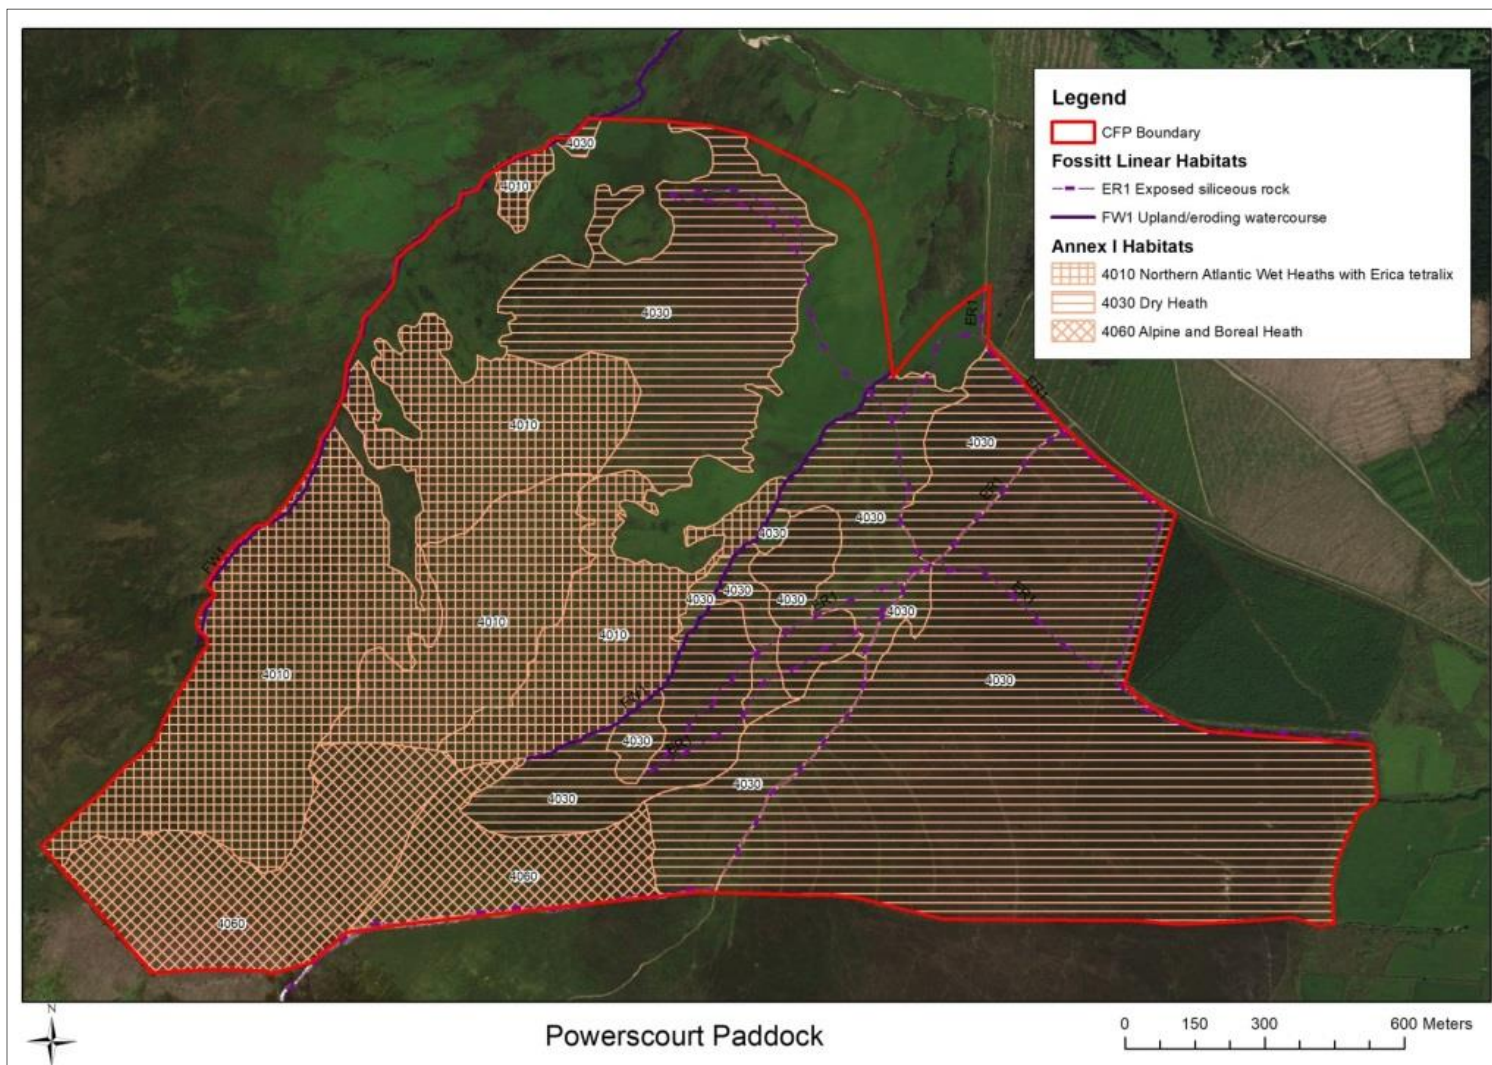 Legend
CFP Boundary
Fossitt Linear Habitats
ER1 Exposed siliceous rock
FW1 Upland/eroding watercourse
Annex I Habitats
4010 Northern Atlantic Wet Heaths with Erica tetralix
4030 Dry Heath
4060 Alpine and Boreal Heath
4030
4010
4030
ER1
ER1
4010
4030
ER1
4030
4030
FW1
4030
4030
4030
ER1
ER1
4030
4010
4010
4010
4030
FW1
4030
ER1
4030
4030
4060
4060
N
Powerscourt Paddock
0 150 300 600 Meters